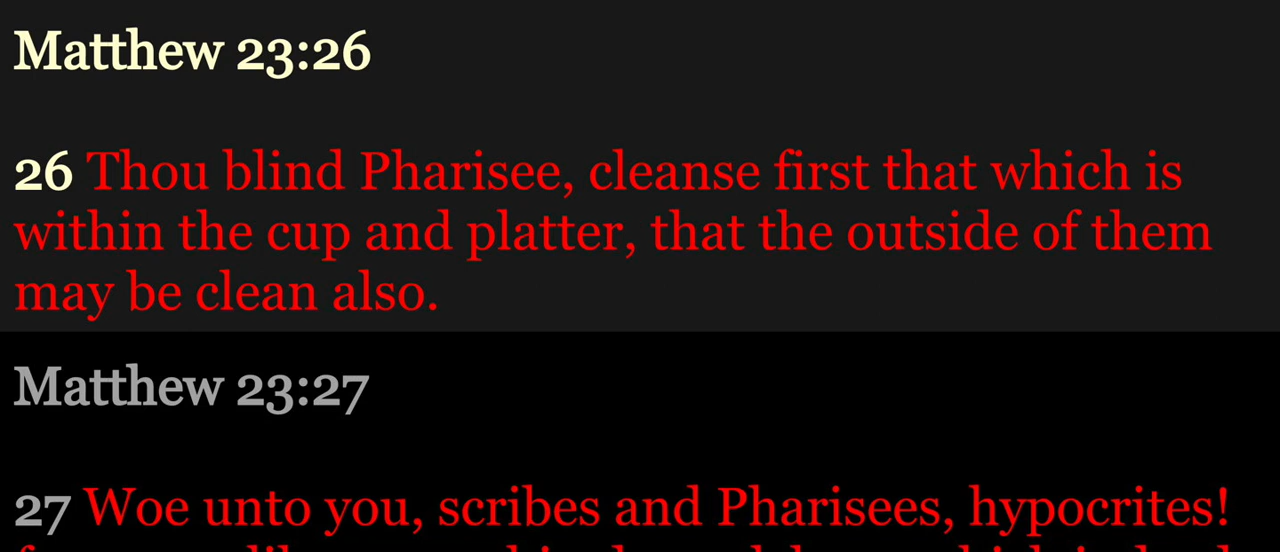 Matthew 23:26
26 Thou blind Pharisee, cleanse first that which is
within the cup and platter, that the outside of them
may be clean also.
Matthew 23:27
27 Woe unto you, scribes and Pharisees, hypocrites!